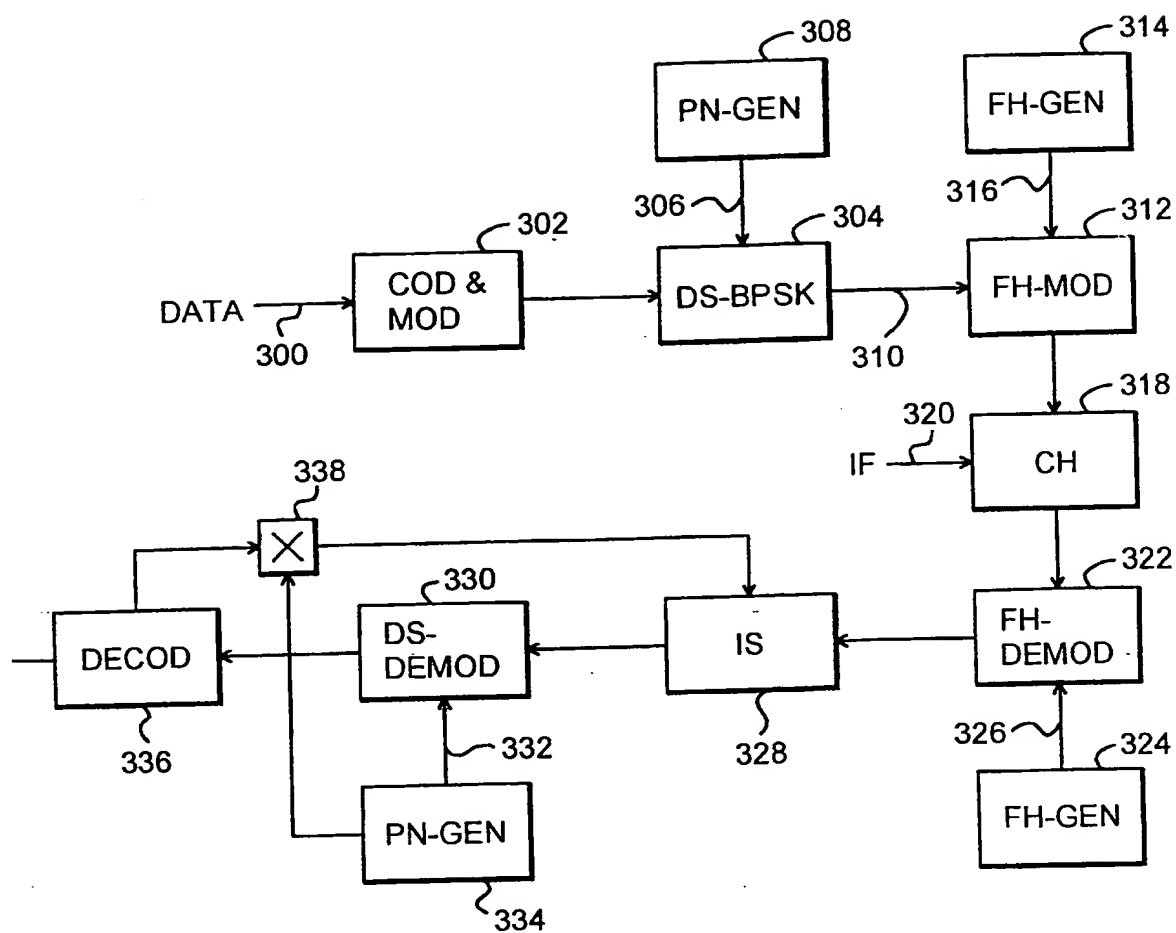 308
314
PN-GEN
FH-GEN
306
316
302
304
312
DATA
COD &
MOD
DS-BPSK
FH-MOD
300
310
318
320
IF
CH
338
330
322
DECOD
DS-
DEMOD
IS
FH-
DEMOD
336
332
328
326
324
PN-GEN
FH-GEN
334